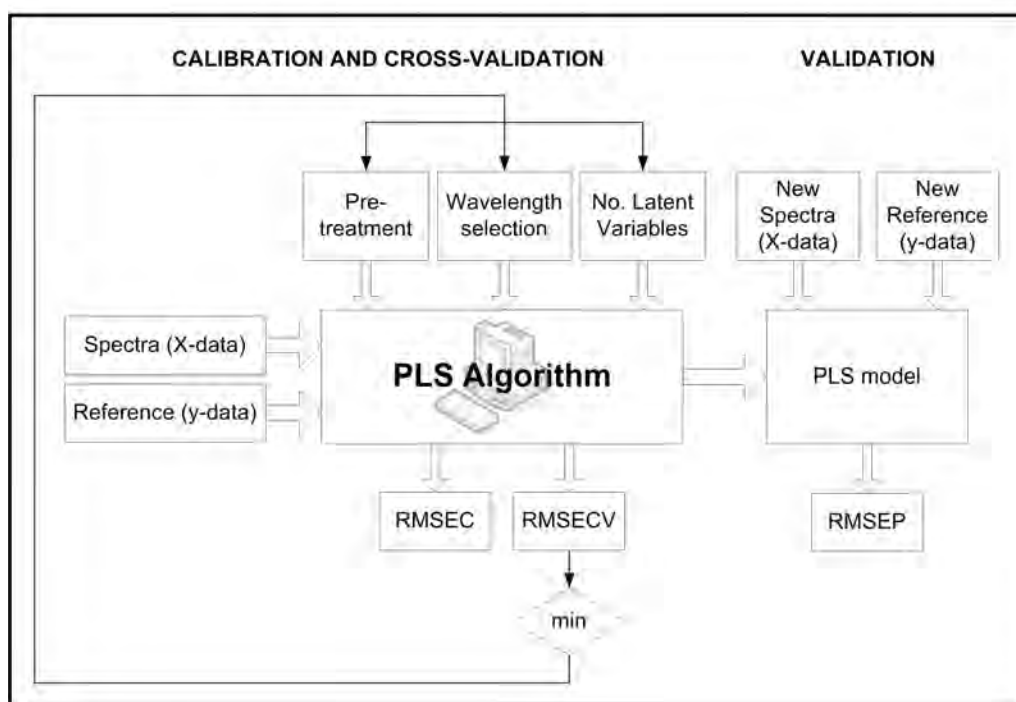 CALIBRATION AND CROSS-VALIDATION
VALIDATION
Pre-
treatment
Wavelength
selection
No. Latent
Variables
New
Spectra
(X-data)
New
Reference
(y-data)
Spectra (X-data)
Reference (y-data)
PLS Algorithm
PLS model
RMSEC
RMSECV
RMSEP
min